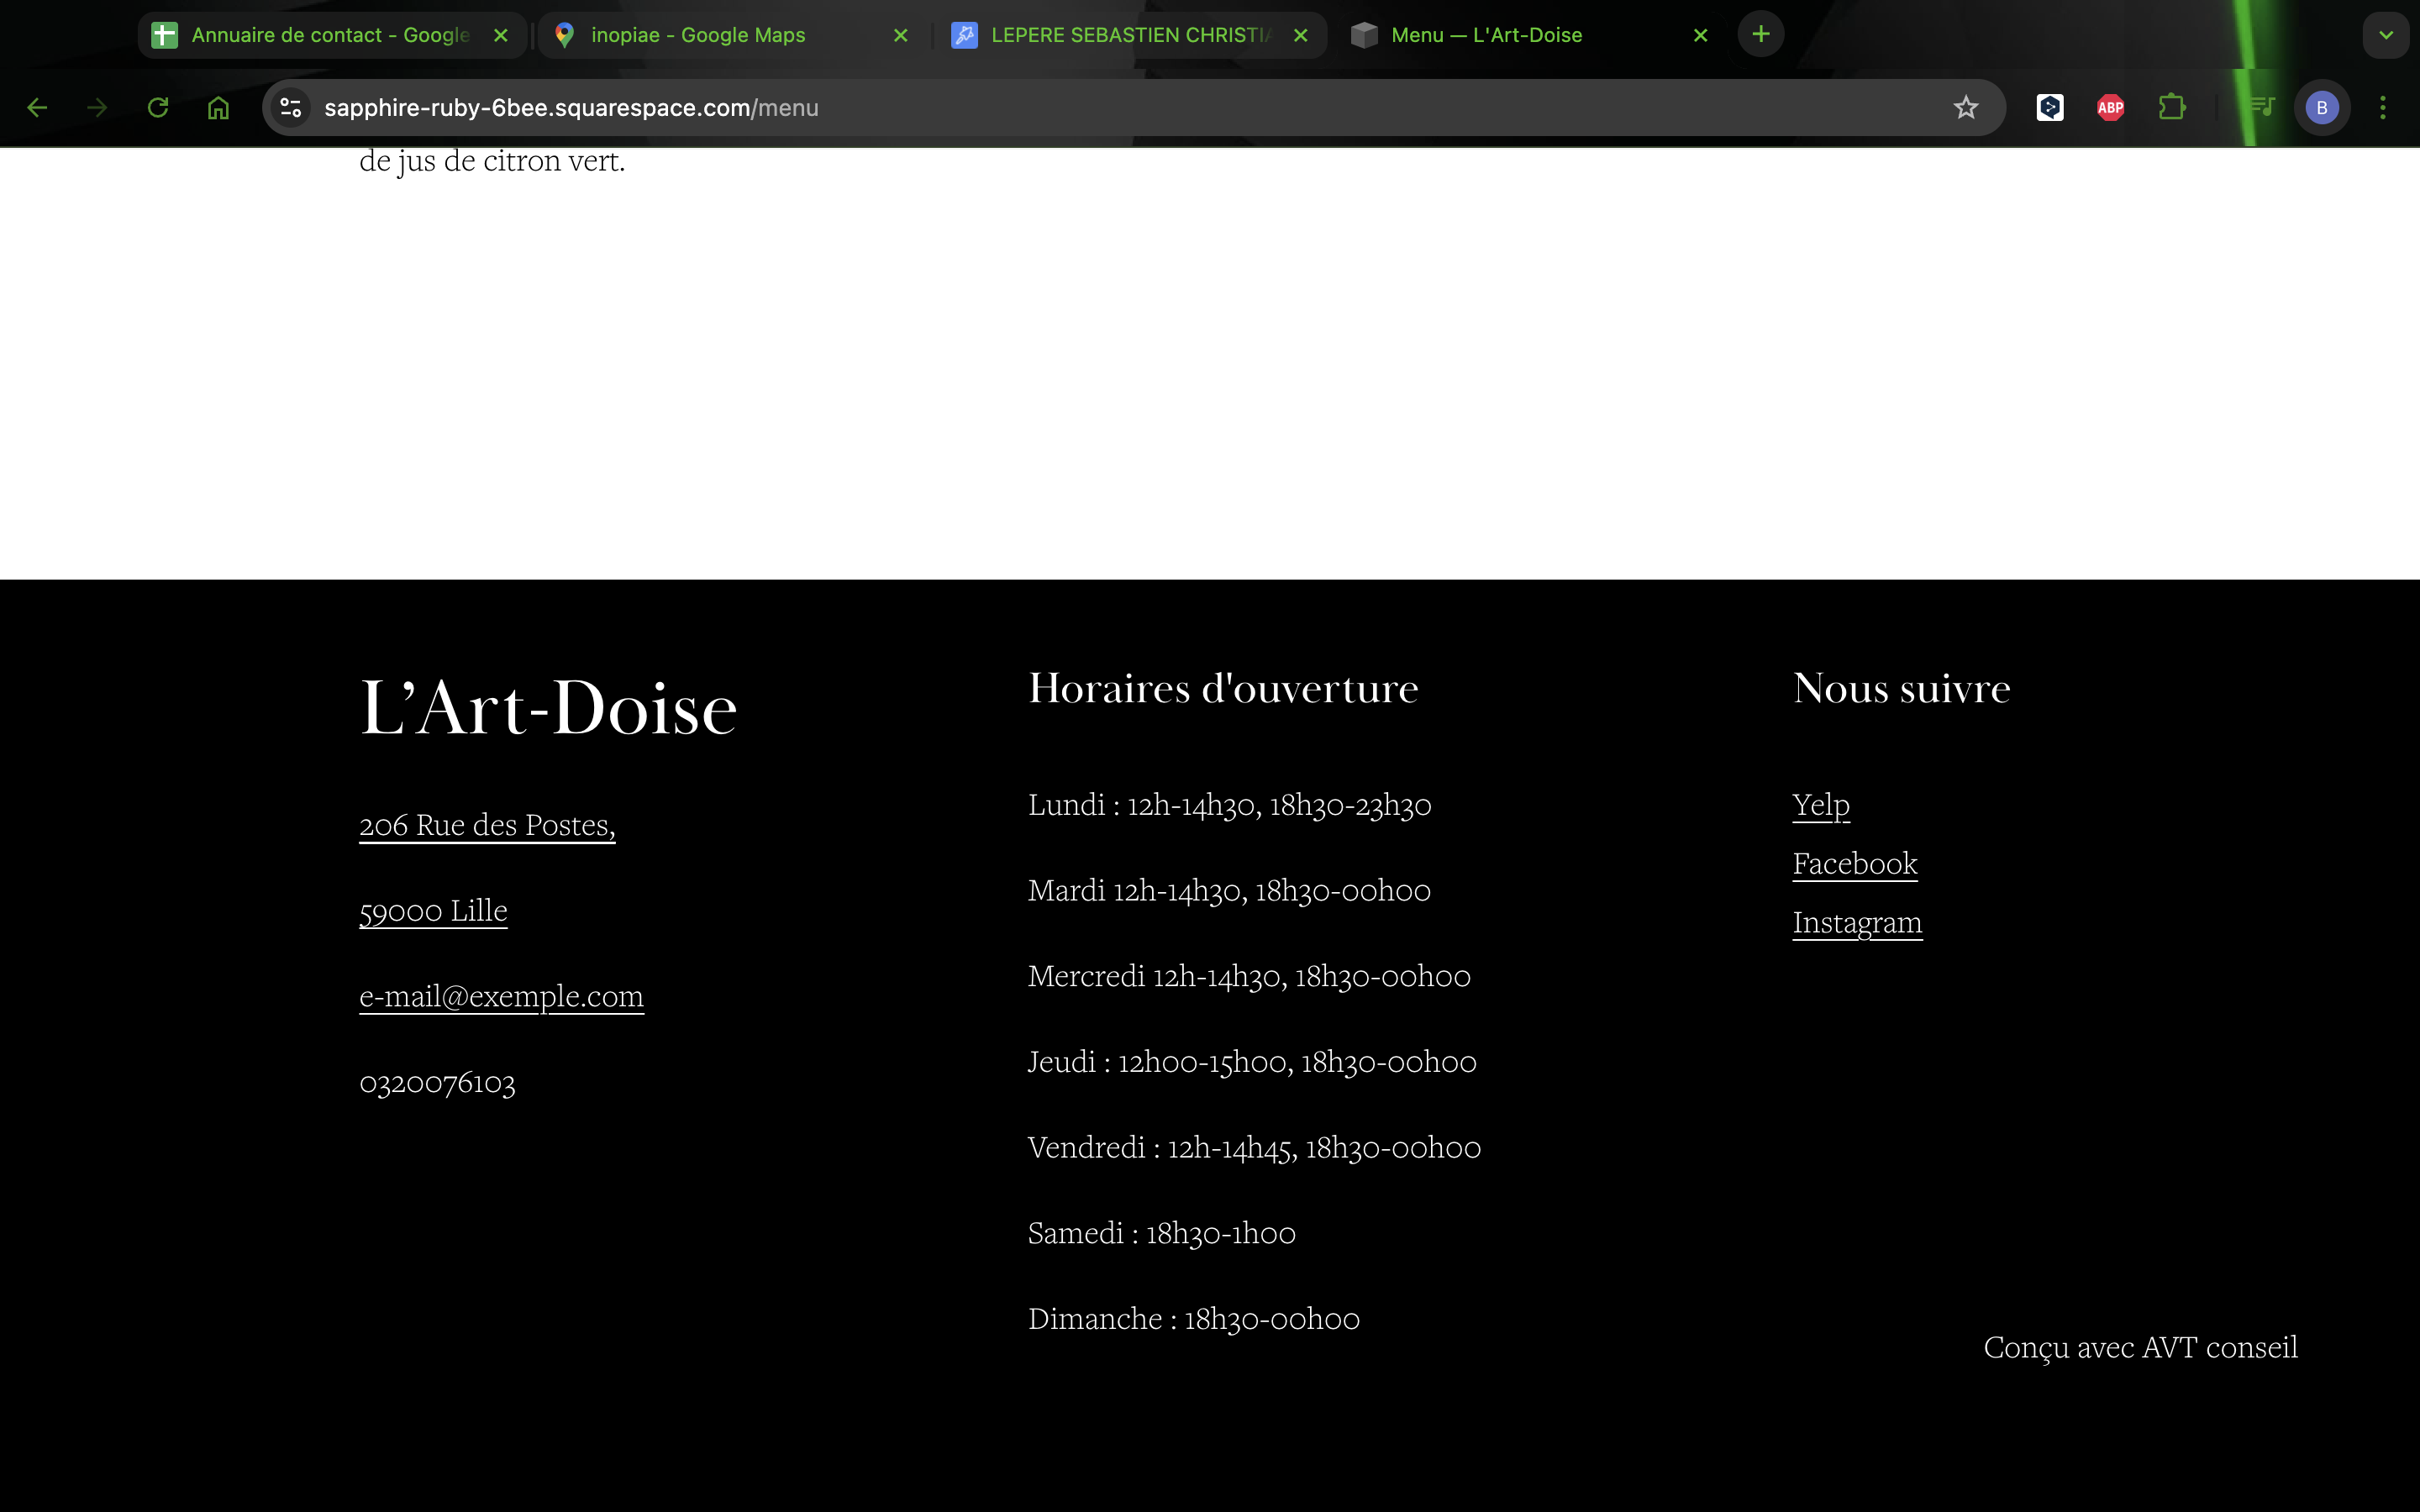 Annuaire de contact - Google
inopiae - Google Maps
LEPERE SEBASTIEN CHRISTIA
Menu — L'Art-Doise
sapphire-ruby-6bee.squarespace.com/menu
ABP
B
de jus de citron vert.
L’Art-Doise
206 Rue des Postes,
59000 Lille
e-mail@exemple.com
0320076103
Horaires d'ouverture
Lundi : 12h-14h30, 18h30-23h30
Mardi 12h-14h30, 18h30-00h00
Mercredi 12h-14h30, 18h30-00h00
Jeudi : 12h00-15h00, 18h30-00h00
Vendredi : 12h-14h45, 18h30-00h00
Samedi : 18h30-1h00
Dimanche : 18h30-00h00
Nous suivre
Yelp
Facebook
Instagram
Conçu avec AVT conseil